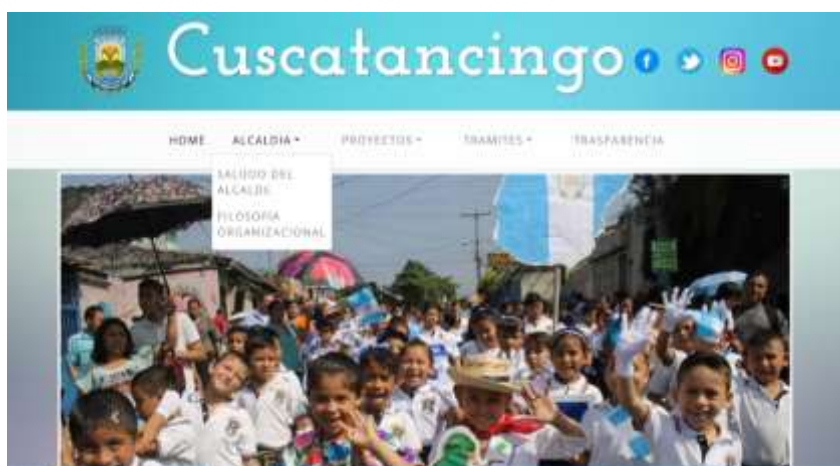 Cuscatancingo
HOME ALCALDIA PROYECTOS TRAMITES TRASPARENCIA
SALUDO DEL
ALCALDE
FILOSOFÍA
ORGANIZACIONAL